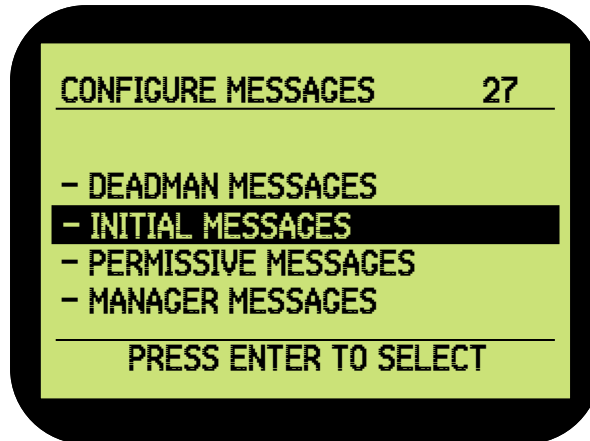 CONFIGURE MESSAGES 27
– DEADMAN MESSAGES
– INITIAL MESSAGES
– PERMISSIVE MESSAGES
– MANAGER MESSAGES
PRESS ENTER TO SELECT